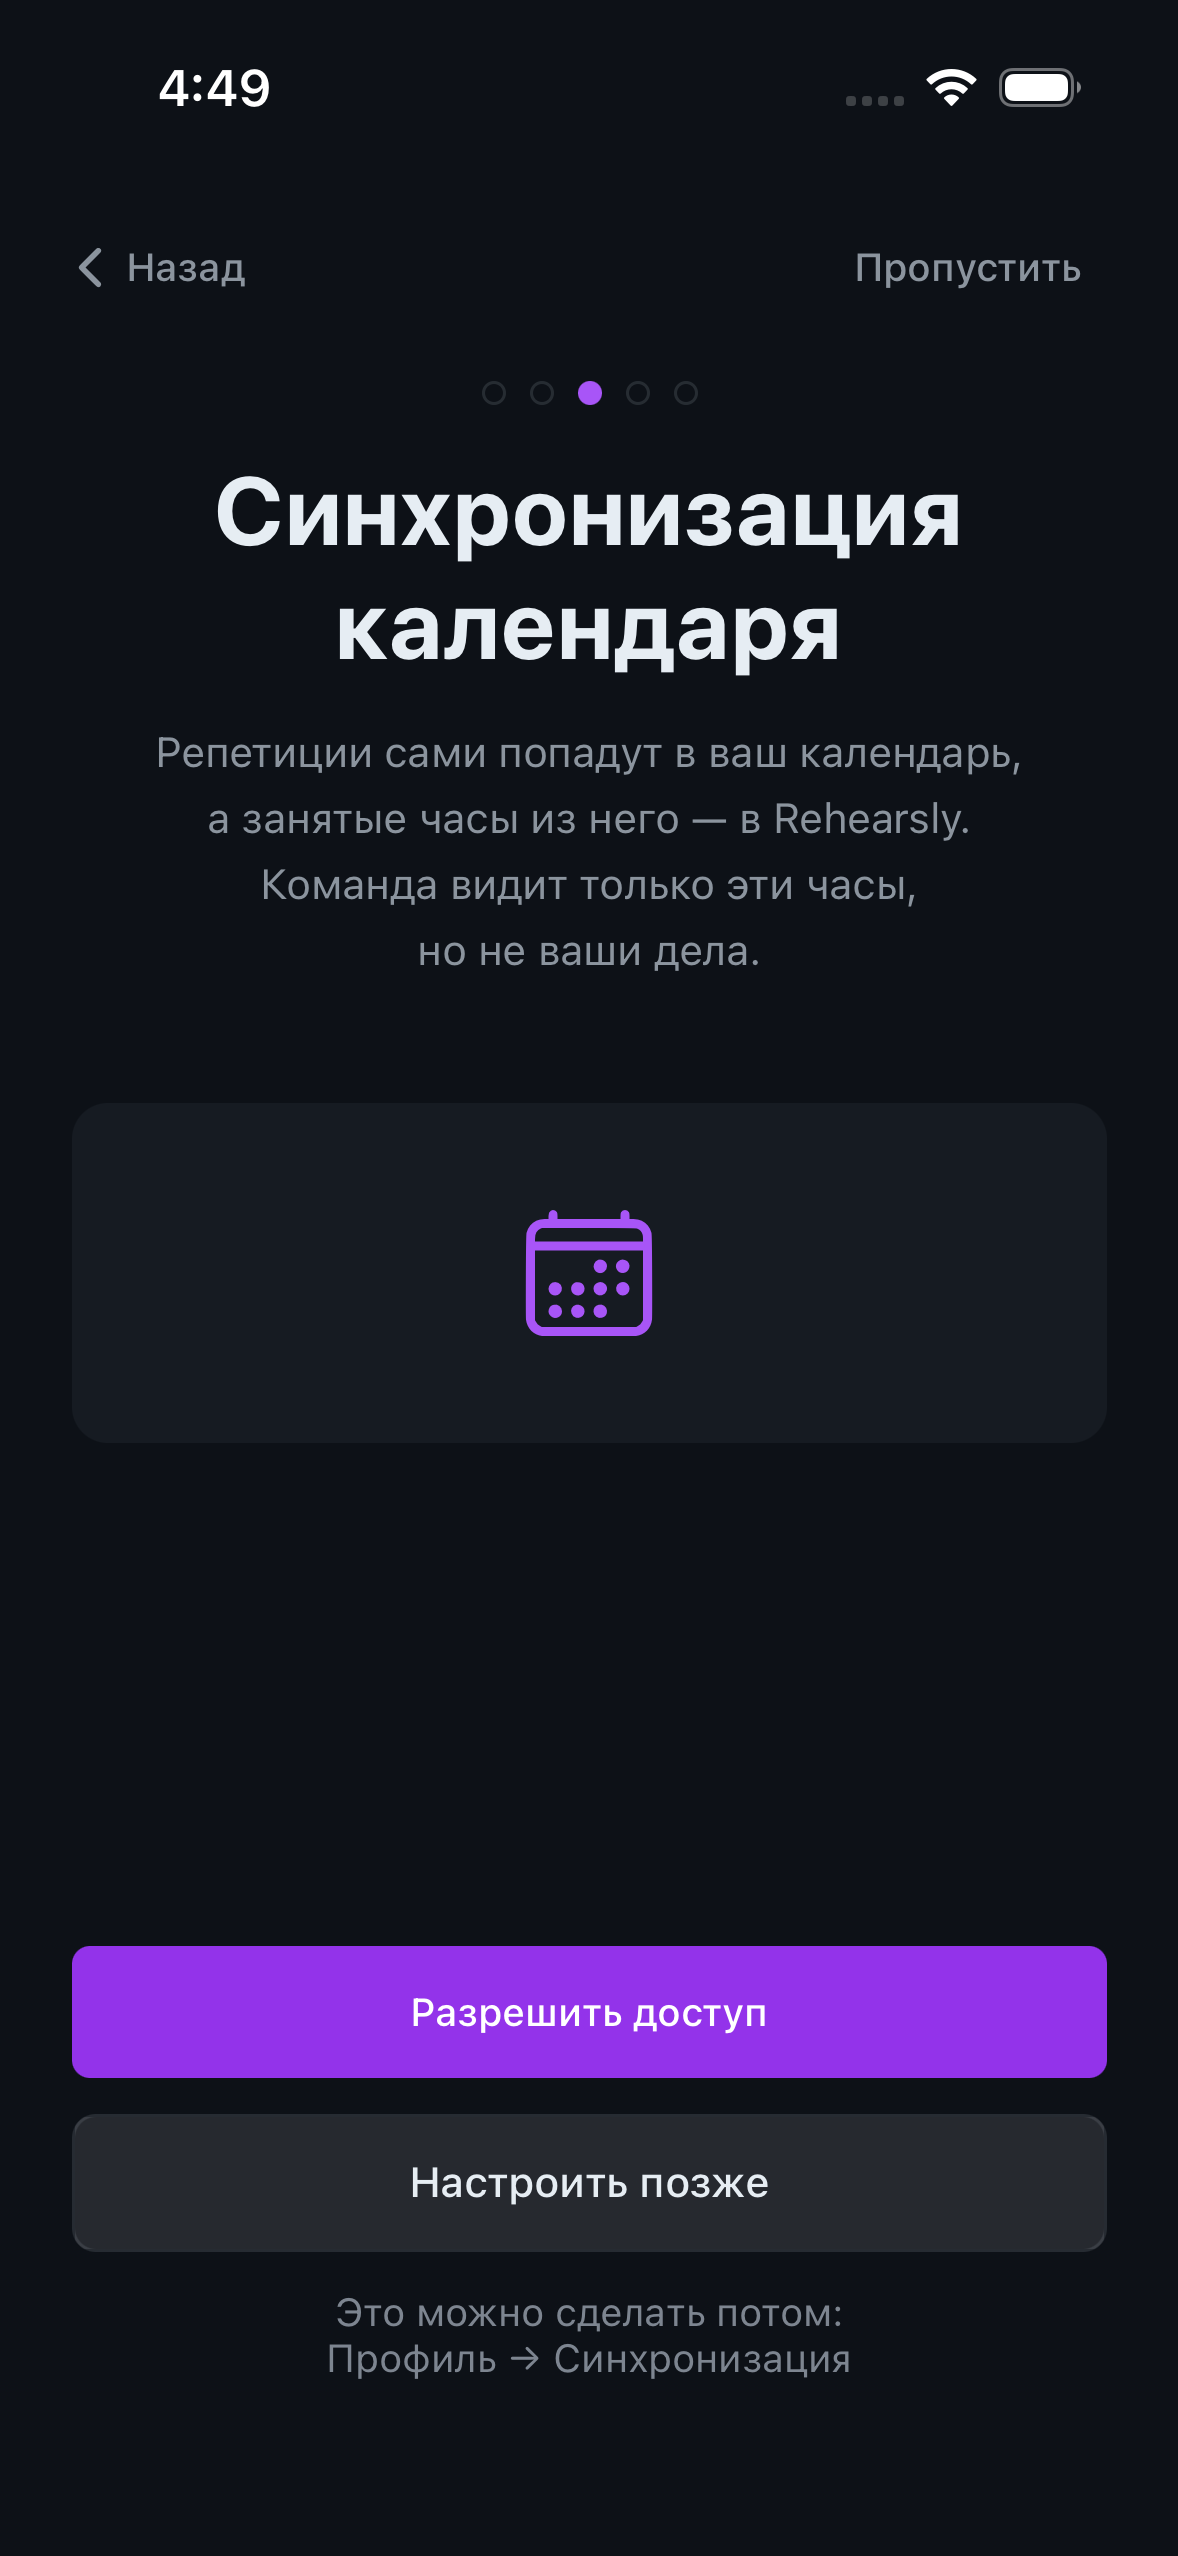 4:49
Назад
Пропустить
Синхронизация
календаря
Репетиции сами попадут в ваш календарь,
а занятые часы из него — в Rehearsly.
Команда видит только эти часы,
но не ваши дела.
Разрешить доступ
Настроить позже
Это можно сделать потом:
Профиль → Синхронизация